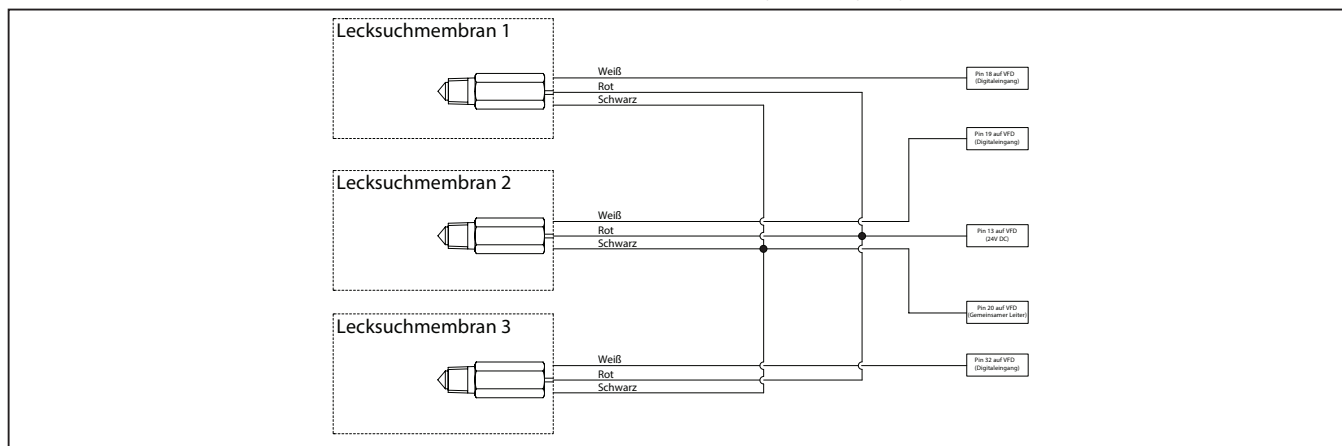 Lecksuchmembran 1
Weiß
Rot
Schwarz
Pin 18 auf VFD
(Digitaleingang)
Pin 19 auf VFD
(Digitaleingang)
Lecksuchmembran 2
Weiß
Rot
Schwarz
Pin 13 auf VFD
(24V DC)
Pin 20 auf VFD
(Gemeinsamer Leiter)
Lecksuchmembran 3
Weiß
Rot
Schwarz
Pin 32 auf VFD
(Digitaleingang)